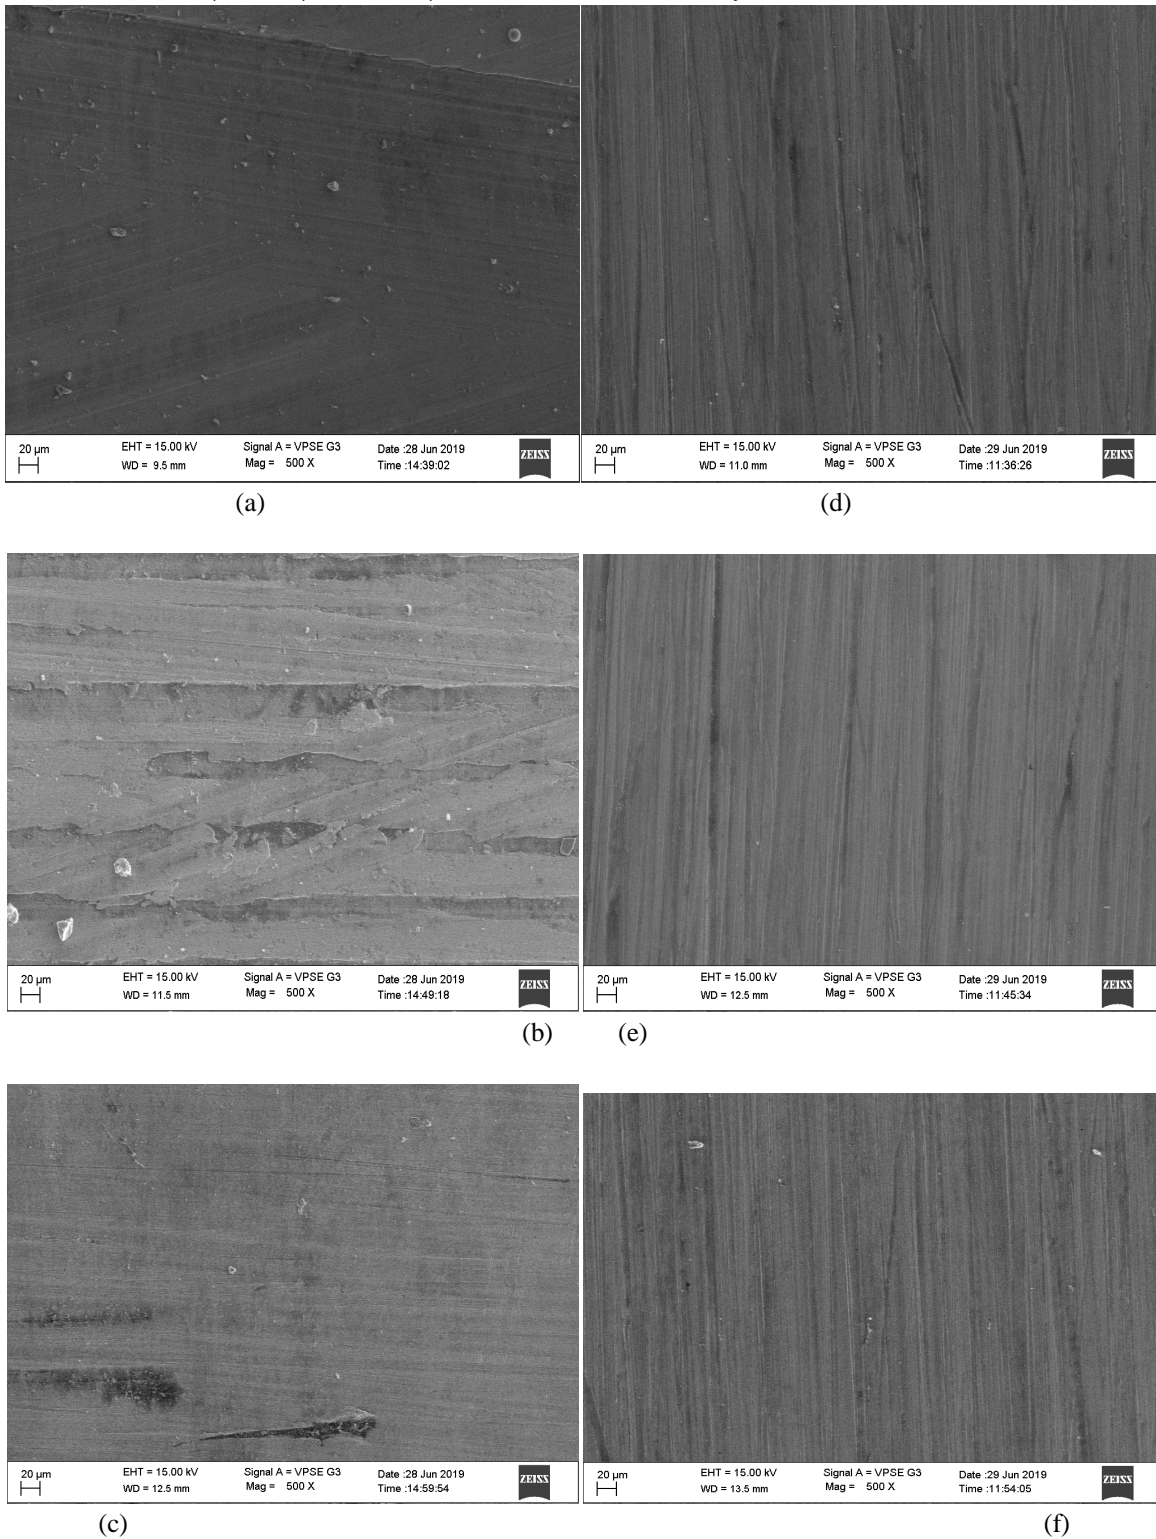 20 µm
EHT = 15.00 kV
WD = 9.5 mm
Signal A = VPSE G3
Mag = 500 X
Date :28 Jun 2019
Time :14:39:02
ZEISS
20 µm
EHT = 15.00 kV
WD = 11.0 mm
Signal A = VPSE G3
Mag = 500 X
Date :29 Jun 2019
Time :11:36:26
ZEISS
(a)
(d)
20 µm
EHT = 15.00 kV
WD = 11.5 mm
Signal A = VPSE G3
Mag = 500 X
Date :28 Jun 2019
Time :14:49:18
ZEISS
20 µm
EHT = 15.00 kV
WD = 12.5 mm
Signal A = VPSE G3
Mag = 500 X
Date :29 Jun 2019
Time :11:45:34
ZEISS
(b)
(e)
20 µm
EHT = 15.00 kV
WD = 12.5 mm
Signal A = VPSE G3
Mag = 500 X
Date :28 Jun 2019
Time :14:59:54
ZEISS
20 µm
EHT = 15.00 kV
WD = 13.5 mm
Signal A = VPSE G3
Mag = 500 X
Date :29 Jun 2019
Time :11:54:05
ZEISS
(c)
(f)